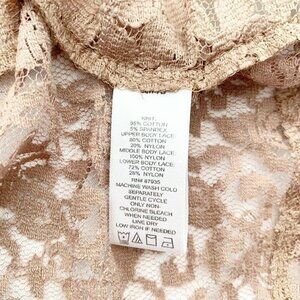 KNIT:
95% COTTON
5% SPANDEX
UPPER BODY LACE:
80% COTTON
20% NYLON
MIDDLE BODY LACE:
100% NYLON
LOWER BODY LACE:
72% COTTON
28% NYLON
RN# 87935
MACHINE WASH COLD
SEPARATELY
GENTLE CYCLE
ONLY NON-
CHLORINE BLEACH
WHEN NEEDED
LINE DRY
LOW IRON IF NEEDED